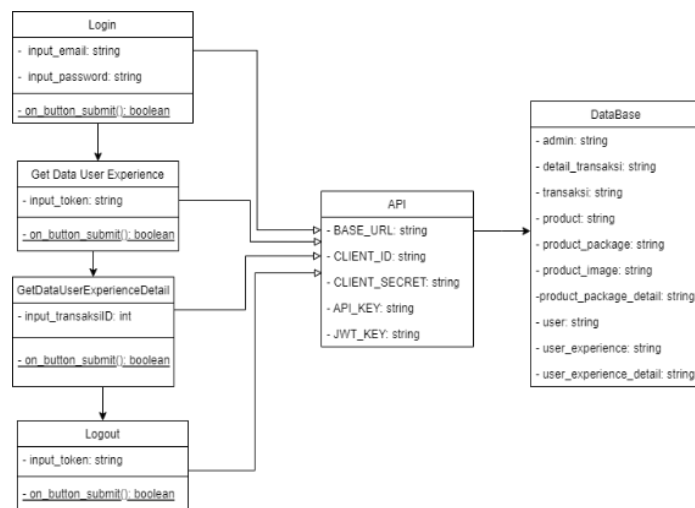 Login
- input_email: string
- input_password: string
- on_button_submit(): boolean
Get Data User Experience
- input_token: string
- on_button_submit(): boolean
GetDataUserExperienceDetail
- input_transaksiID: int
- on_button_submit(): boolean
Logout
- input_token: string
- on_button_submit(): boolean
API
- BASE_URL: string
- CLIENT_ID: string
- CLIENT_SECRET: string
- API_KEY: string
- JWT_KEY: string
DataBase
- admin: string
- detail_transaksi: string
- transaksi: string
- product: string
- product_package: string
- product_image: string
-product_package_detail: string
- user: string
- user_experience: string
- user_experience_detail: string